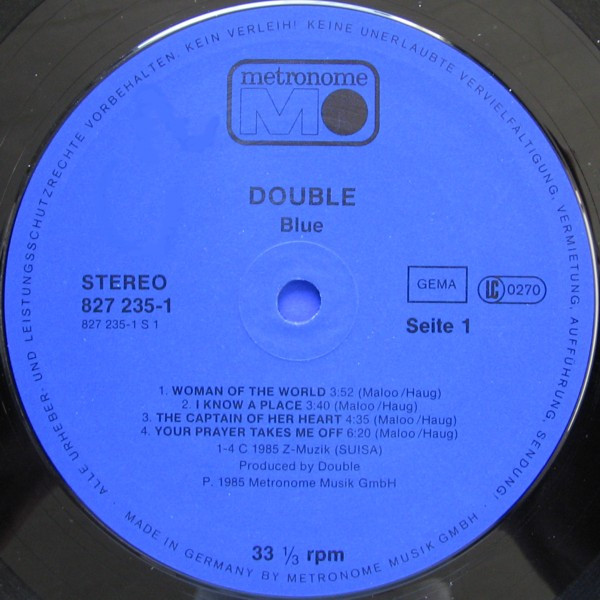 ALLE URHEBER- UND LEISTUNGSSCHUTZRECHTE VORBEHALTEN. KEIN VERLEIH! KEINE UNERLAUBTE VERVIELFÄLTIGUNG, VERMIETUNG, AUFFÜHRUNG, SENDUNG!
metronome
M
DOUBLE
Blue
STEREO
827 235-1
827 235-1 S 1
GEMA
LC 0270
Seite 1
1. WOMAN OF THE WORLD 3:52 (Maloo/Haug)
2. I KNOW A PLACE 3:40 (Maloo/Haug)
3. THE CAPTAIN OF HER HEART 4:35 (Maloo/Haug)
4. YOUR PRAYER TAKES ME OFF 6:20 (Maloo/Haug)
1-4 C 1985 Z-Muzik (SUISA)
Produced by Double
P. 1985 Metronome Musik GmbH
33 ⅓ rpm
· MADE IN GERMANY BY METRONOME MUSIK GMBH ·